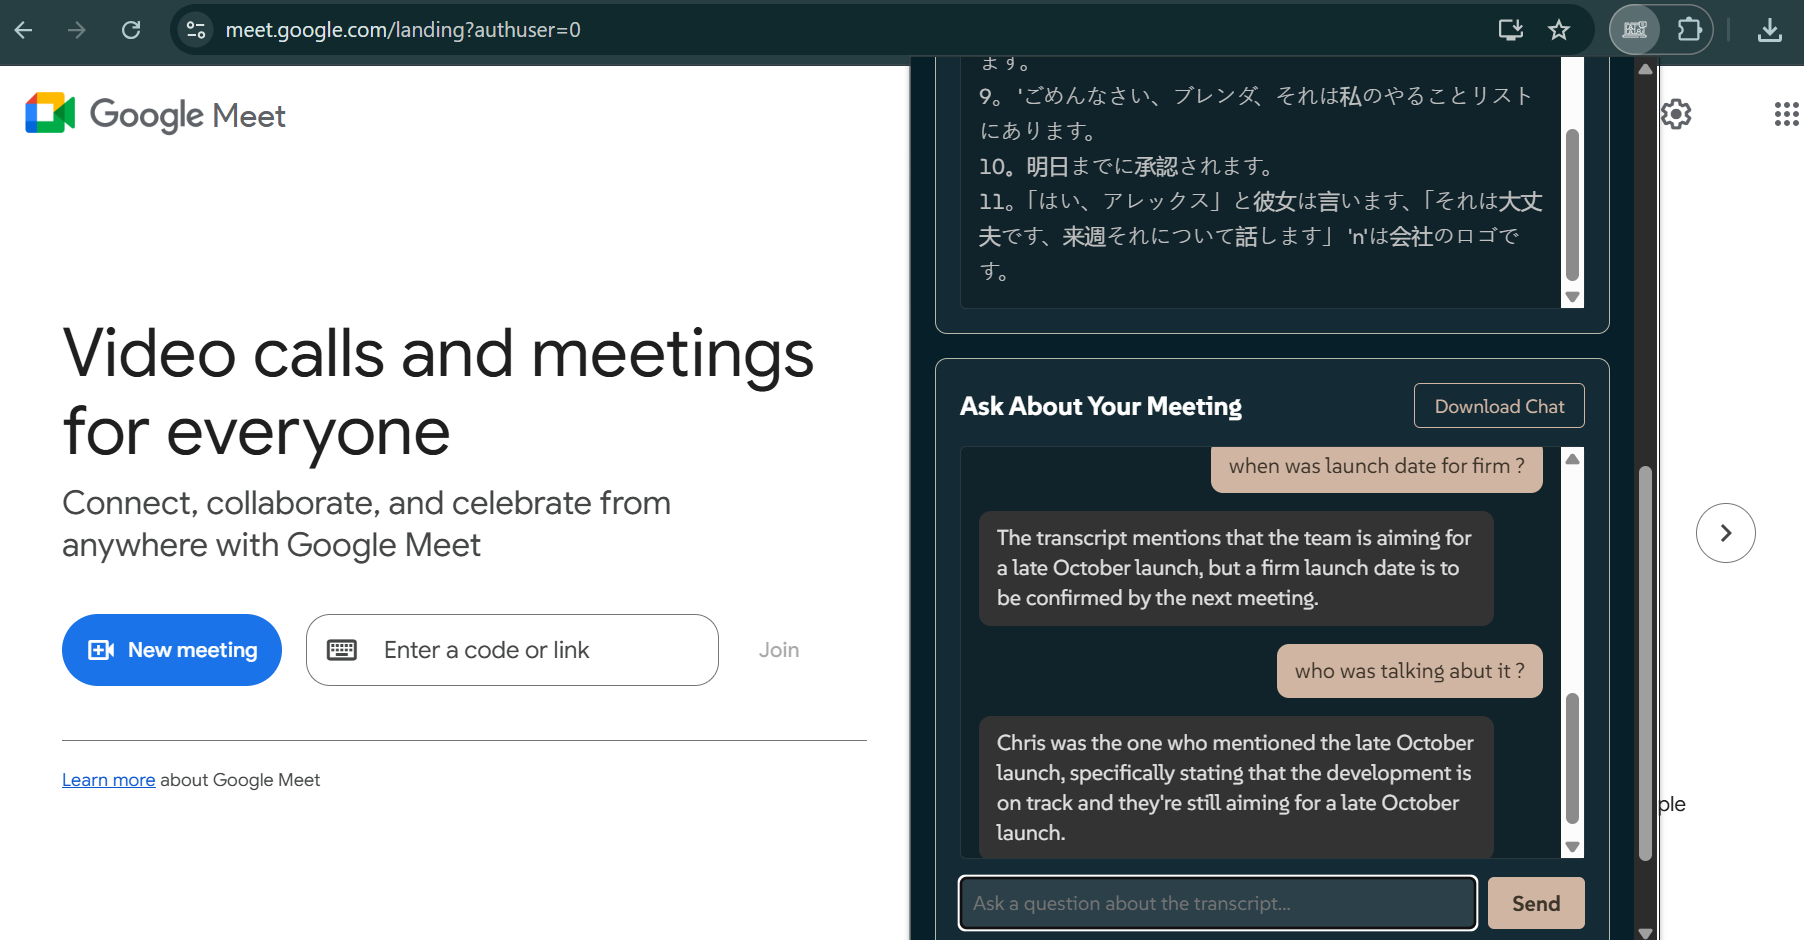 meet.google.com/landing?authuser=0
Google Meet
Video calls and meetings
for everyone
Connect, collaborate, and celebrate from
anywhere with Google Meet
New meeting
Enter a code or link
Join
Learn more about Google Meet
ます。
9。 'ごめんなさい、ブレンダ、それは私のやることリスト
にあります。
10。明日までに承認されます。
11。「はい、アレックス」と彼女は言います、「それは大丈
夫です、来週それについて話します」 'n'は会社のロゴで
す。
Ask About Your Meeting
Download Chat
when was launch date for firm ?
The transcript mentions that the team is aiming for
a late October launch, but a firm launch date is to
be confirmed by the next meeting.
who was talking abut it ?
Chris was the one who mentioned the late October
launch, specifically stating that the development is
on track and they're still aiming for a late October
launch.
Ask a question about the transcript...
Send
ple